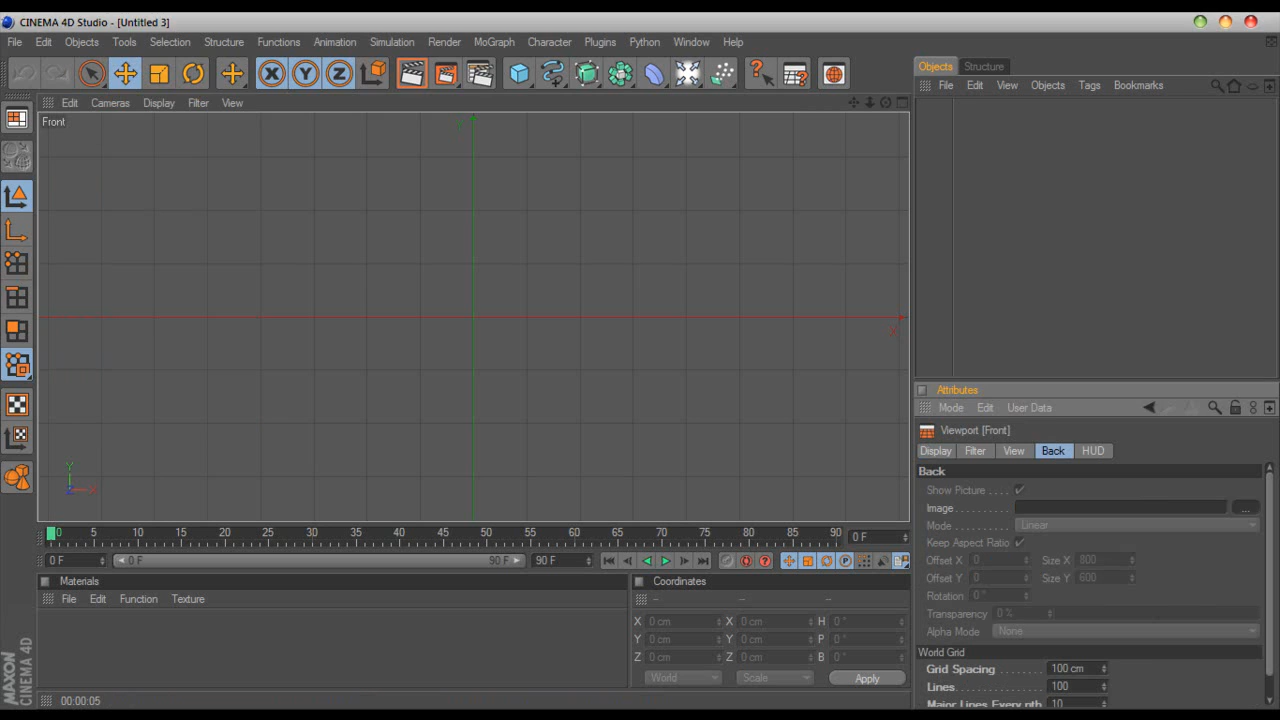 CINEMA 4D Studio - [Untitled 3]
File Edit Objects Tools Selection Structure Functions Animation Simulation Render MoGraph Character Plugins Python Window Help
Objects Structure
File Edit View Objects Tags Bookmarks
Edit Cameras Display Filter View
Front
Y
X
Y
Z X
Attributes
Mode Edit User Data
Viewport [Front]
Display Filter View Back HUD
Back
Show Picture . . . .
Image . . . . . . . . . . ...
Mode . . . . . . . . . . Linear
Keep Aspect Ratio
Offset X 0 Size X 800
Offset Y 0 Size Y 600
Rotation . 0 °
Transparency 0 %
Alpha Mode None
World Grid
Grid Spacing . . . . . . . . 100 cm
Lines . . . . . . . . . . . . . . 100
Major Lines Every nth 10
0 5 10 15 20 25 30 35 40 45 50 55 60 65 70 75 80 85 90 0 F
0 F 0 F 90 F 90 F
Materials
File Edit Function Texture
Coordinates
-- -- --
X 0 cm X 0 cm H 0 °
Y 0 cm Y 0 cm P 0 °
Z 0 cm Z 0 cm B 0 °
World Scale Apply
00:00:05
MAXON
CINEMA 4D